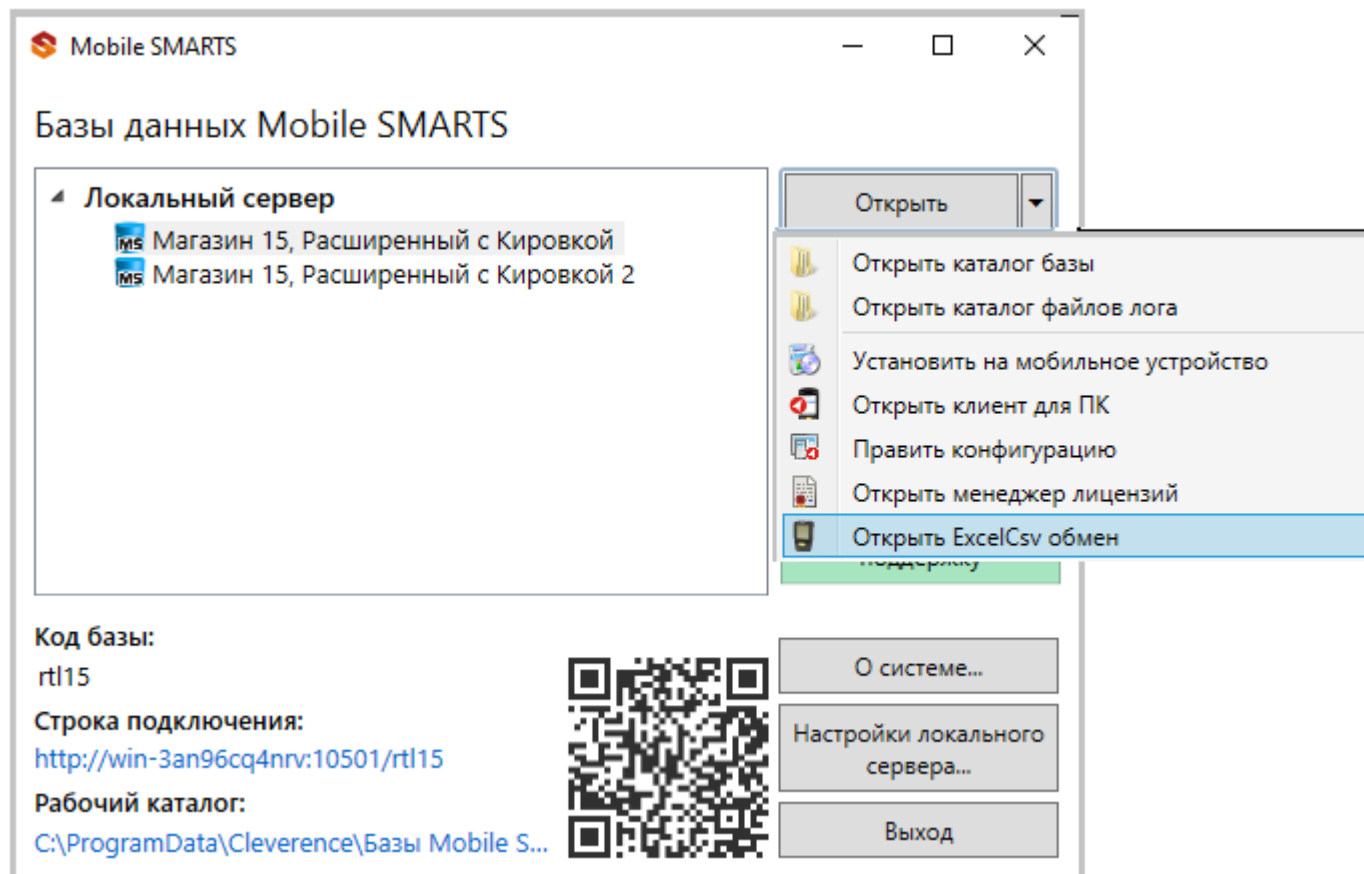 Mobile SMARTS
Базы данных Mobile SMARTS
Локальный сервер
MS Магазин 15, Расширенный с Кировкой
MS Магазин 15, Расширенный с Кировкой 2
Открыть
Открыть каталог базы
Открыть каталог файлов лога
Установить на мобильное устройство
Открыть клиент для ПК
Править конфигурацию
Открыть менеджер лицензий
Открыть ExcelCsv обмен
поддержку
Код базы:
rtl15
Строка подключения:
http://win-3an96cq4nrv:10501/rtl15
Рабочий каталог:
C:\ProgramData\Cleverence\Базы Mobile S...
О системе...
Настройки локального
сервера...
Выход